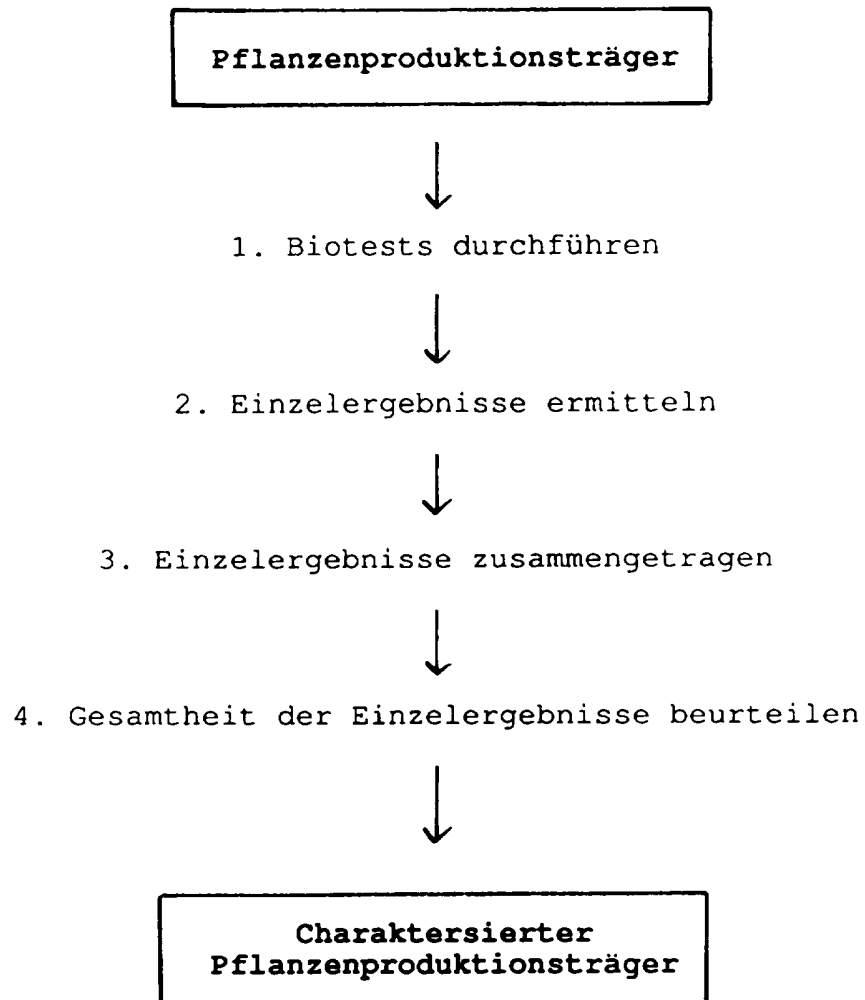 Pflanzenproduktionsträger
1. Biotests durchführen
2. Einzelergebnisse ermitteln
3. Einzelergebnisse zusammengetragen
4. Gesamtheit der Einzelergebnisse beurteilen
Charaktersierter
Pflanzenproduktionsträger